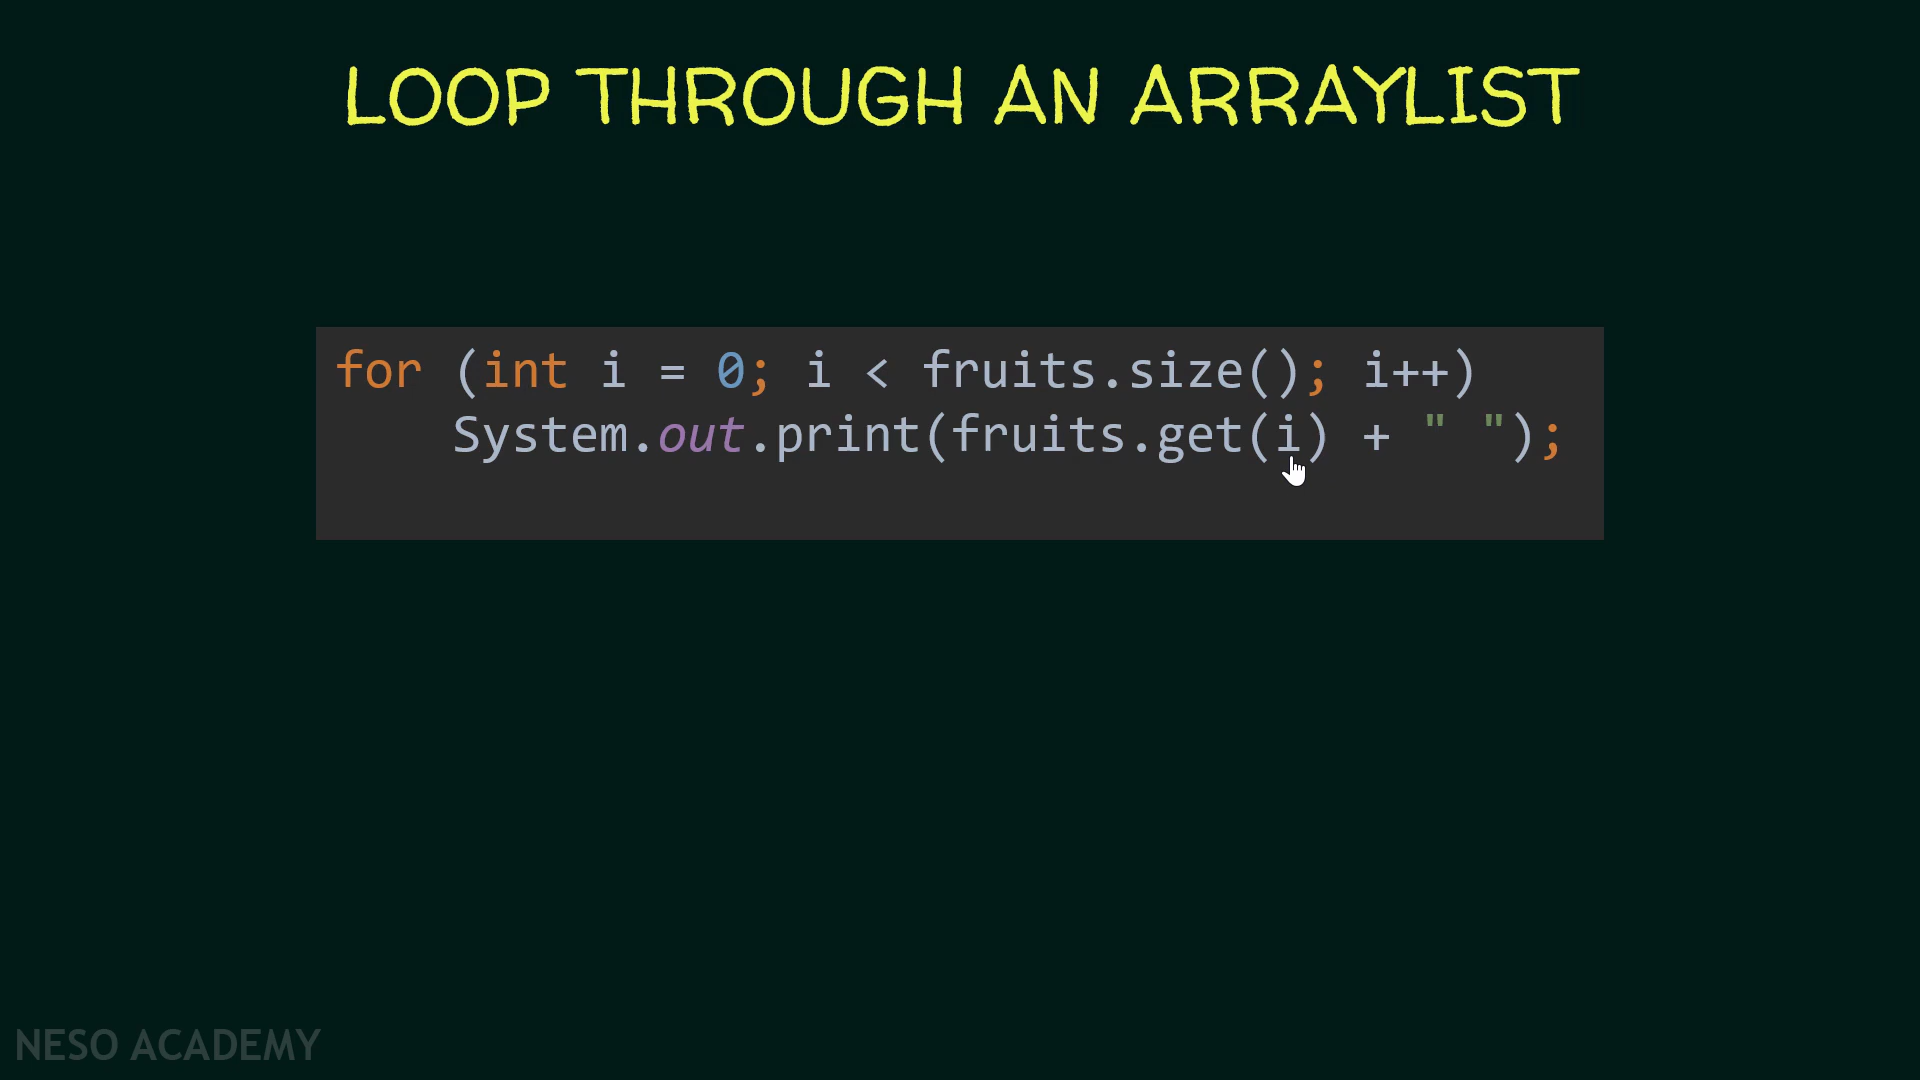 LOOP THROUGH AN ARRAYLIST
for (int i = 0; i < fruits.size(); i++)
    System.out.print(fruits.get(i) + " ");
NESO ACADEMY